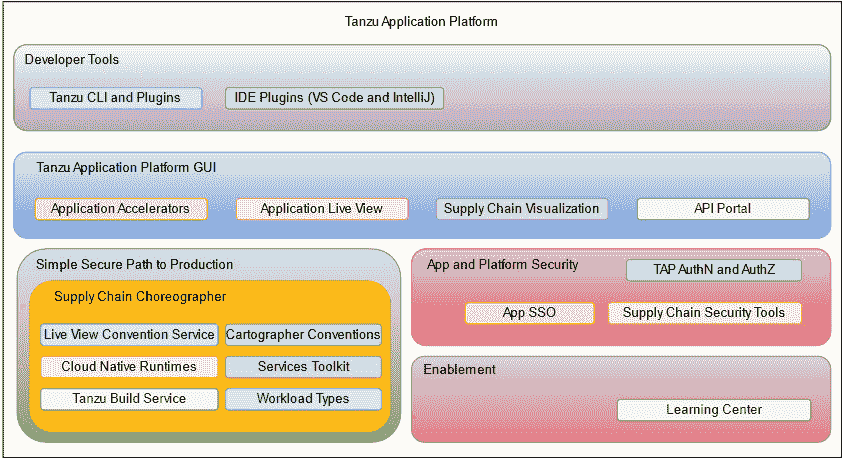 Tanzu Application Platform
Developer Tools
Tanzu CLI and Plugins
IDE Plugins (VS Code and IntelliJ)
Tanzu Application Platform GUI
Application Accelerators
Application Live View
Supply Chain Visualization
API Portal
Simple Secure Path to Production
Supply Chain Choreographer
Live View Convention Service
Cartographer Conventions
Cloud Native Runtimes
Services Toolkit
Tanzu Build Service
Workload Types
App and Platform Security
TAP AuthN and AuthZ
App SSO
Supply Chain Security Tools
Enablement
Learning Center